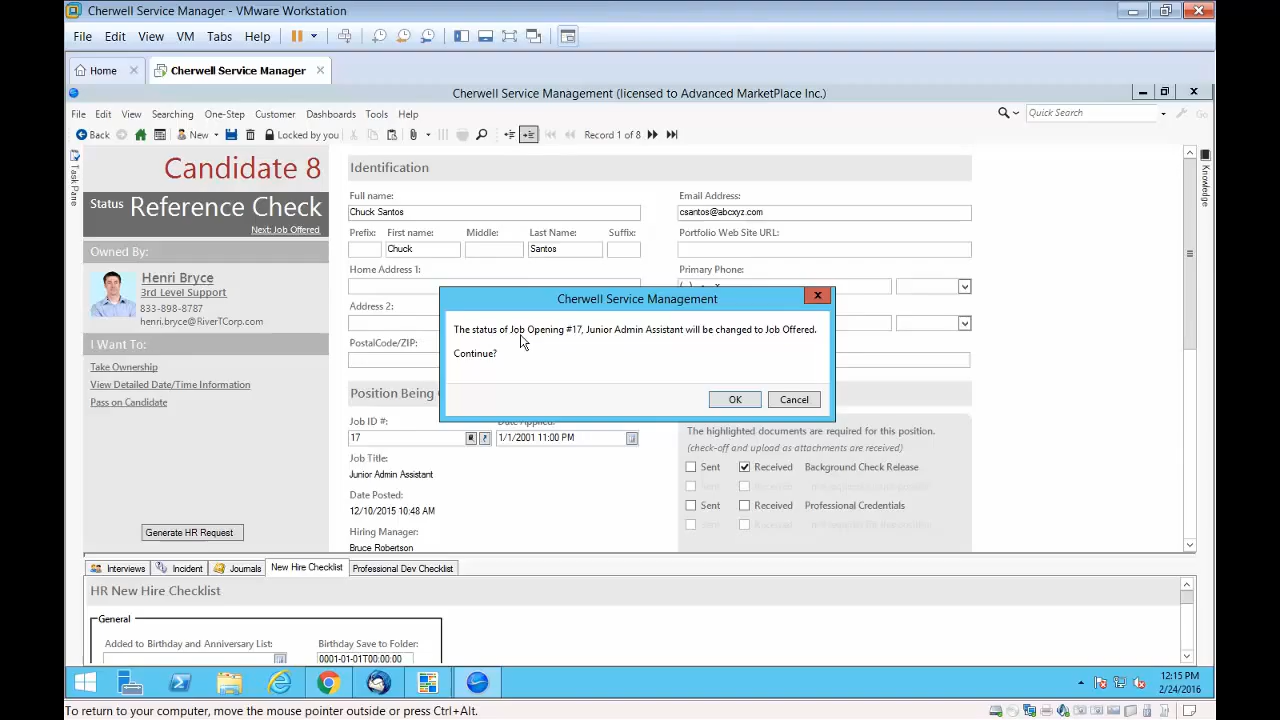 Cherwell Service Manager - VMware Workstation
File Edit View VM Tabs Help
Home Cherwell Service Manager
Cherwell Service Management (licensed to Advanced MarketPlace Inc.)
File Edit View Searching One-Step Customer Dashboards Tools Help Quick Search Go
Back New Locked by you Record 1 of 8
Task Pane
Knowledge
Candidate 8
Status Reference Check
Next: Job Offered
Owned By:
Henri Bryce
3rd Level Support
833-698-8787
henri.bryce@RiverTCorp.com
I Want To:
Take Ownership
View Detailed Date/Time Information
Pass on Candidate
Generate HR Request
Identification
Full name: Email Address:
Chuck Santos csantos@abcxyz.com
Prefix: First name: Middle: Last Name: Suffix: Portfolio Web Site URL:
Chuck Santos
Home Address 1: Primary Phone:
Address 2:
PostalCode/ZIP:
Cherwell Service Management
The status of Job Opening #17, Junior Admin Assistant will be changed to Job Offered.
Continue?
OK Cancel
Position Being
Job ID #: Date Applied:
17 1/1/2001 11:00 PM
Job Title:
Junior Admin Assistant
Date Posted:
12/10/2015 10:48 AM
Hiring Manager:
Bruce Robertson
The highlighted documents are required for this position.
(check-off and upload as attachments are received)
Sent Received Background Check Release
Sent Received Professional Credentials
Interviews Incident Journals New Hire Checklist Professional Dev Checklist
HR New Hire Checklist
General
Added to Birthday and Anniversary List: Birthday Save to Folder:
0001-01-01T00:00:00
12:15 PM
2/24/2016
To return to your computer, move the mouse pointer outside or press Ctrl+Alt.